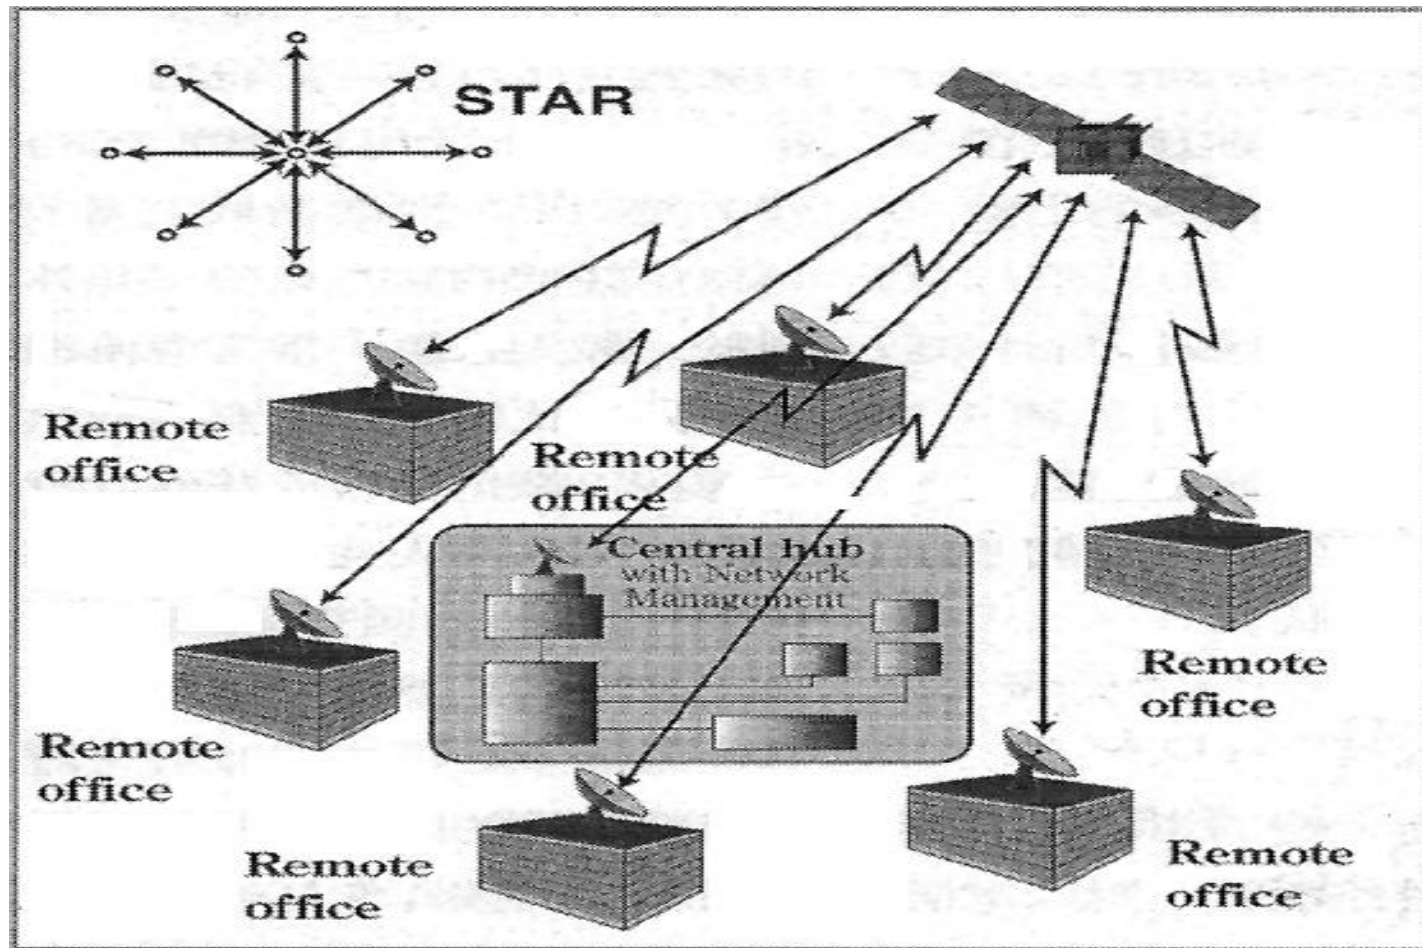 STAR
Remote
office
Remote
office
Central hub
with Network
Management
Remote
office
Remote
office
Remote
office
Remote
office